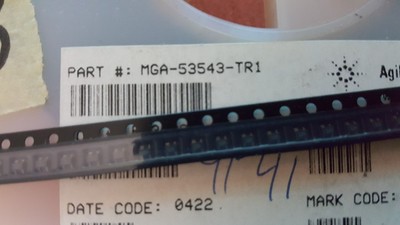 PART #: MGA-53543-TR1
Agil
DATE CODE: 0422
MARK CODE: